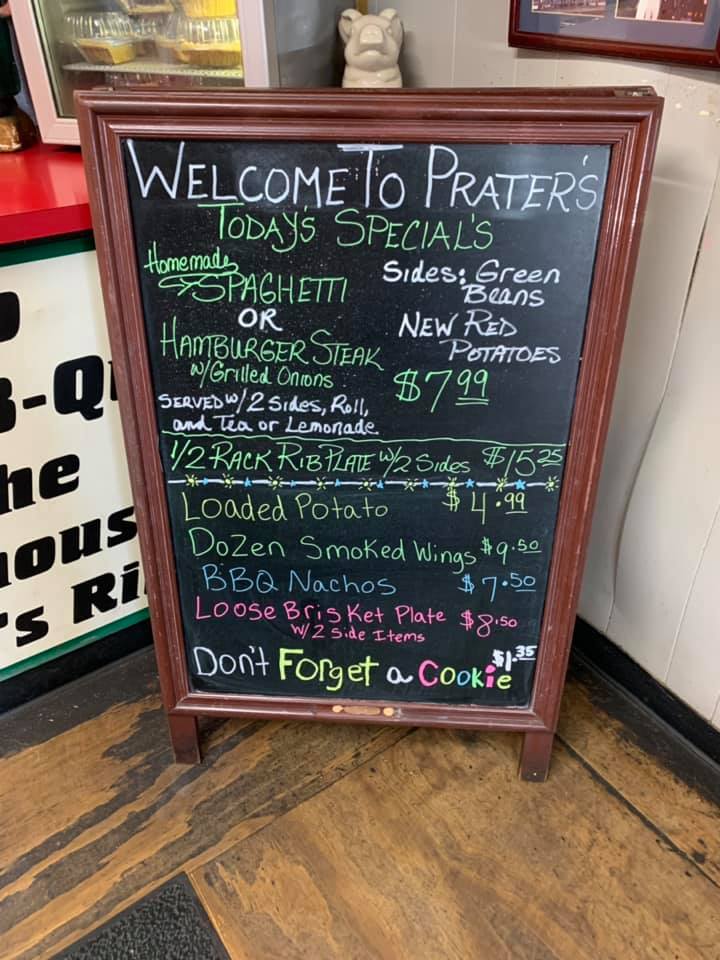 WELCOME TO PRATER'S
TODAY'S SPECIAL'S
Homemade
SPAGHETTI
OR
HAMBURGER STEAK
w/Grilled Onions
SERVED w/2 Sides, Roll,
and Tea or Lemonade
Sides: Green
Beans
NEW RED
POTATOES
$7.99
1/2 RACK RIB PLATE w/2 Sides $15.25
Loaded Potato $4.99
Dozen Smoked Wings $9.50
BBQ Nachos $7.50
Loose Brisket Plate $8.50
w/2 Side Items
Don't Forget a Cookie $1.35
-Q
he
ous
's Ri